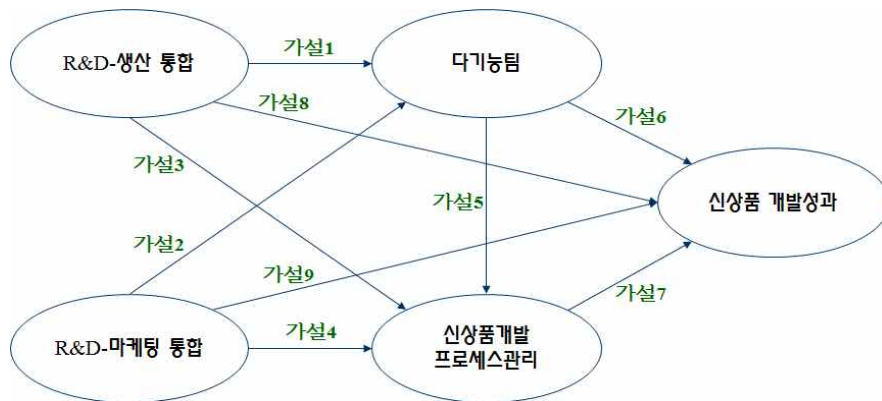 R&D-생산 통합
가설1
다기능팀
가설8
가설6
가설3
가설5
신상품 개발성과
가설2
가설9
가설7
R&D-마케팅 통합
가설4
신상품개발
프로세스관리